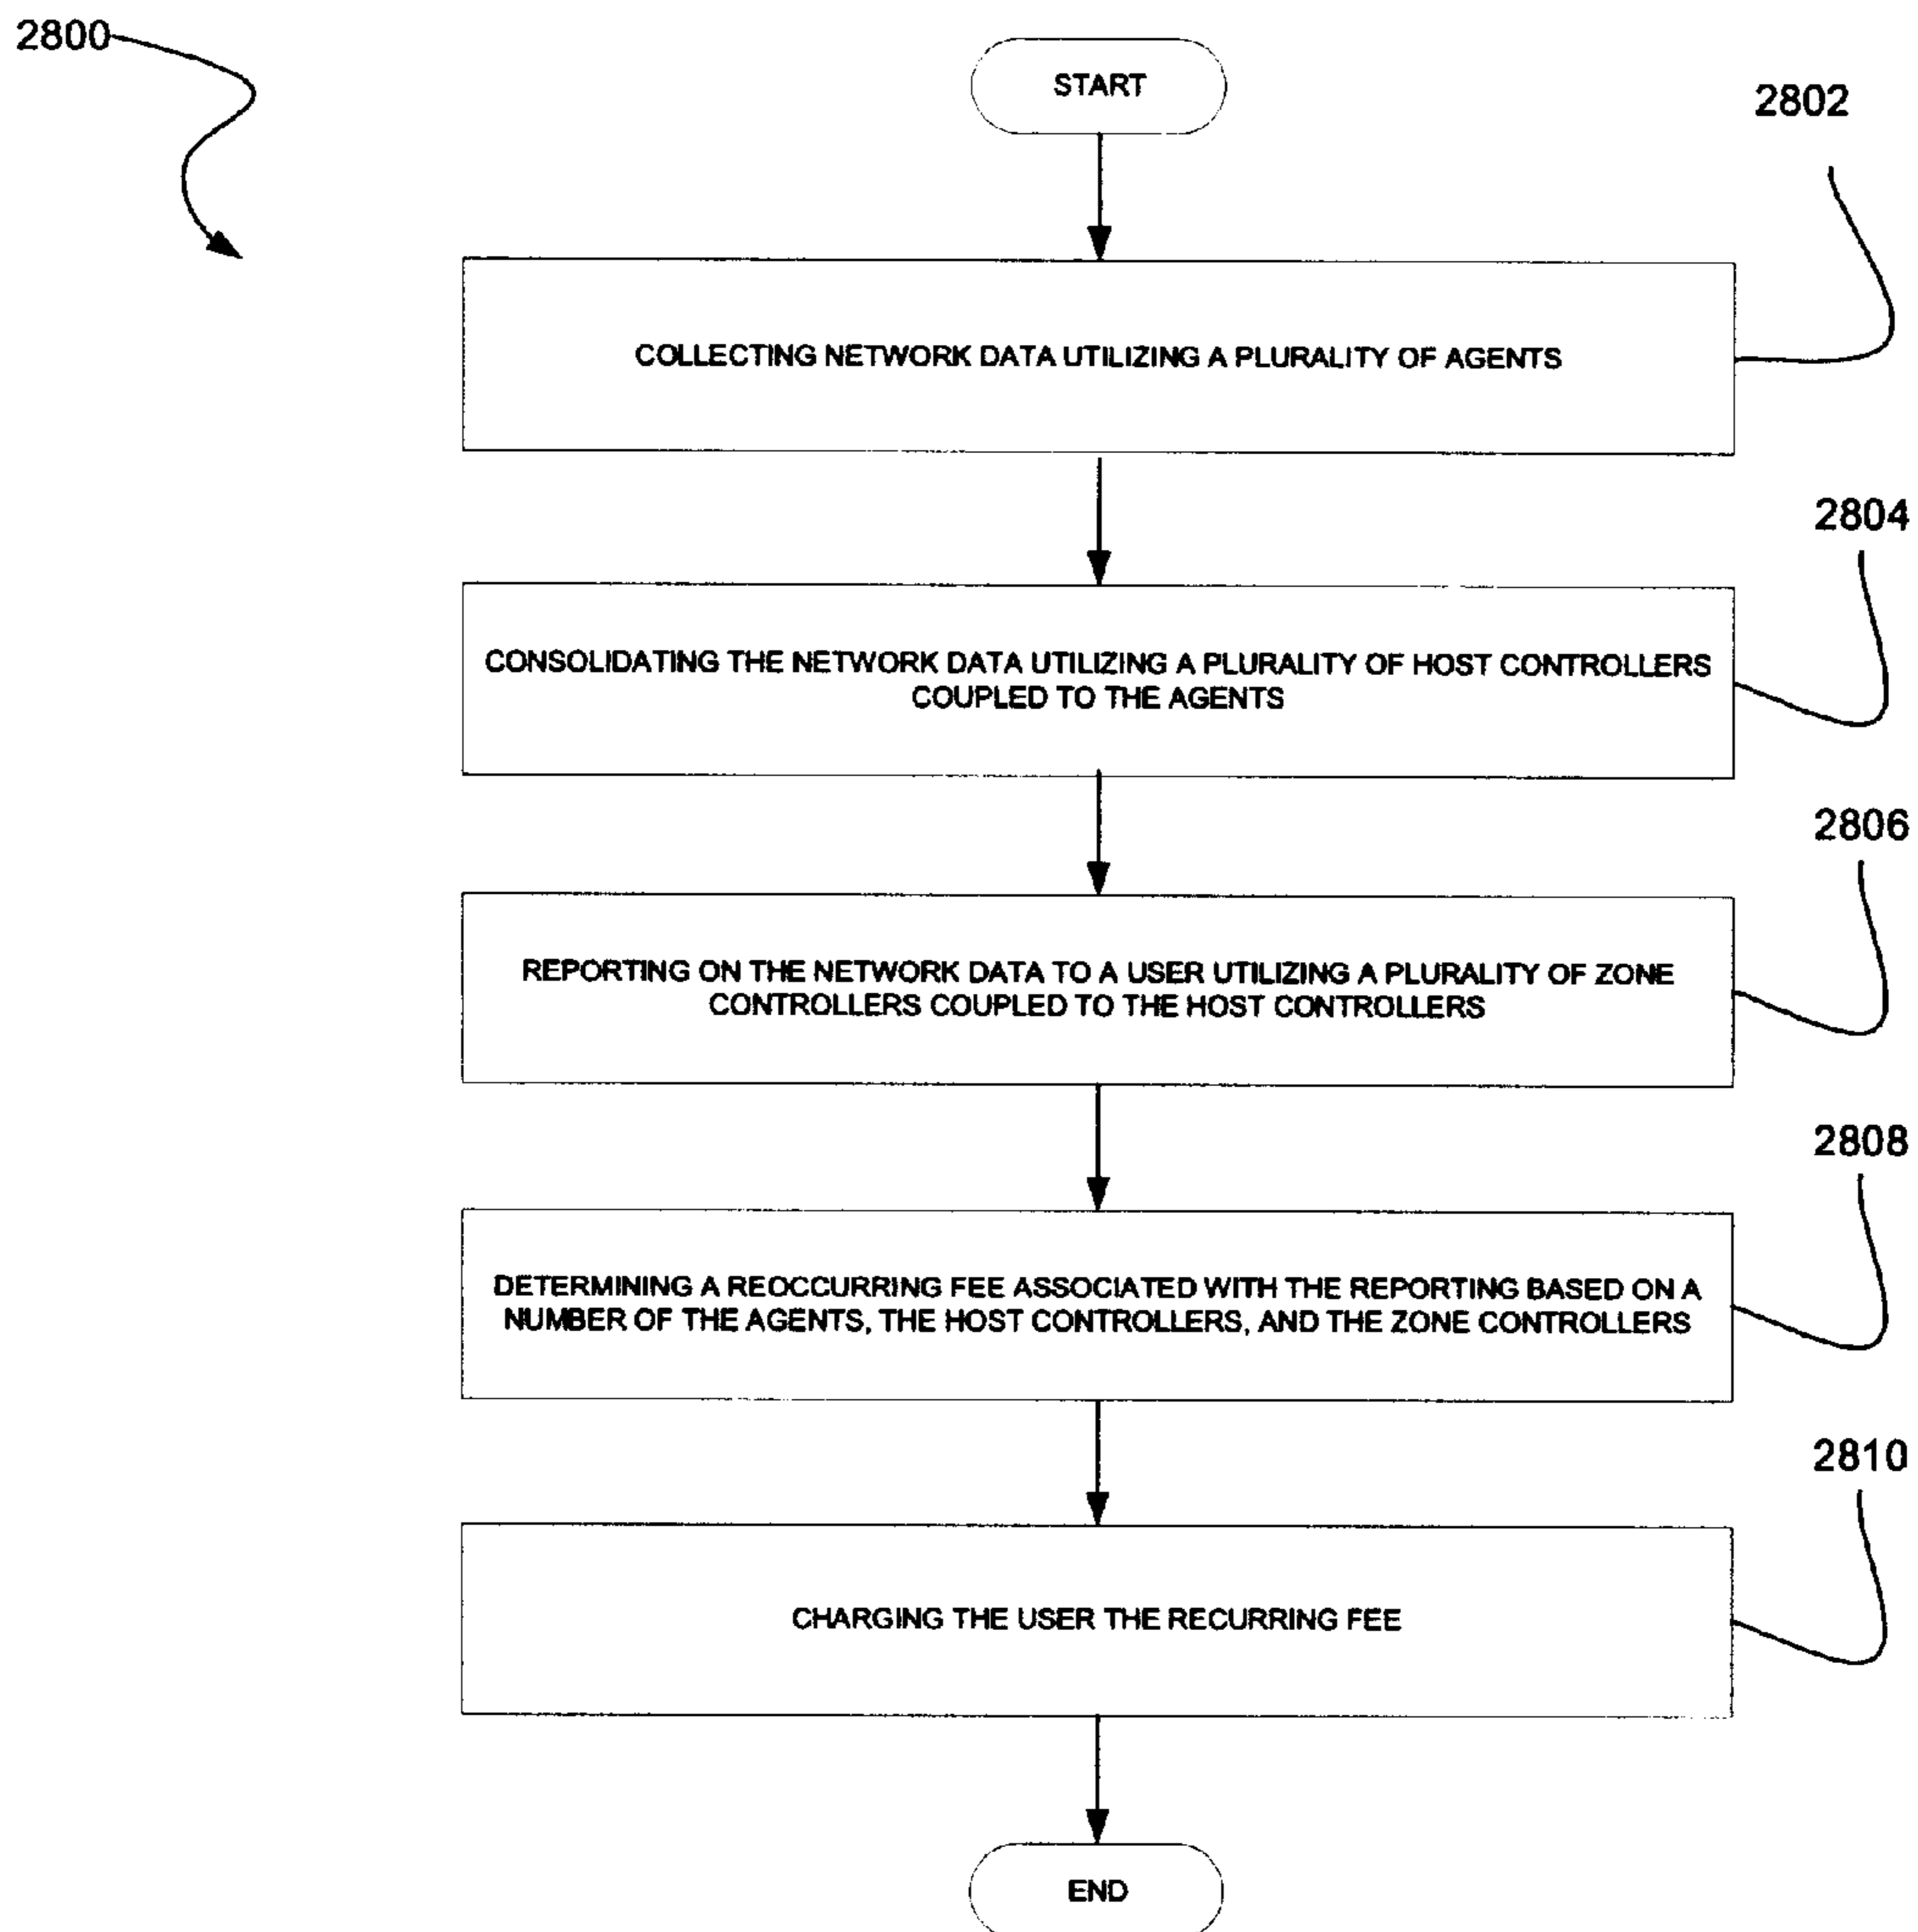 2800
START
2802
COLLECTING NETWORK DATA UTILIZING A PLURALITY OF AGENTS
2804
CONSOLIDATING THE NETWORK DATA UTILIZING A PLURALITY OF HOST CONTROLLERS
COUPLED TO THE AGENTS
2806
REPORTING ON THE NETWORK DATA TO A USER UTILIZING A PLURALITY OF ZONE
CONTROLLERS COUPLED TO THE HOST CONTROLLERS
2808
DETERMINING A REOCCURRING FEE ASSOCIATED WITH THE REPORTING BASED ON A
NUMBER OF THE AGENTS, THE HOST CONTROLLERS, AND THE ZONE CONTROLLERS
2810
CHARGING THE USER THE RECURRING FEE
END